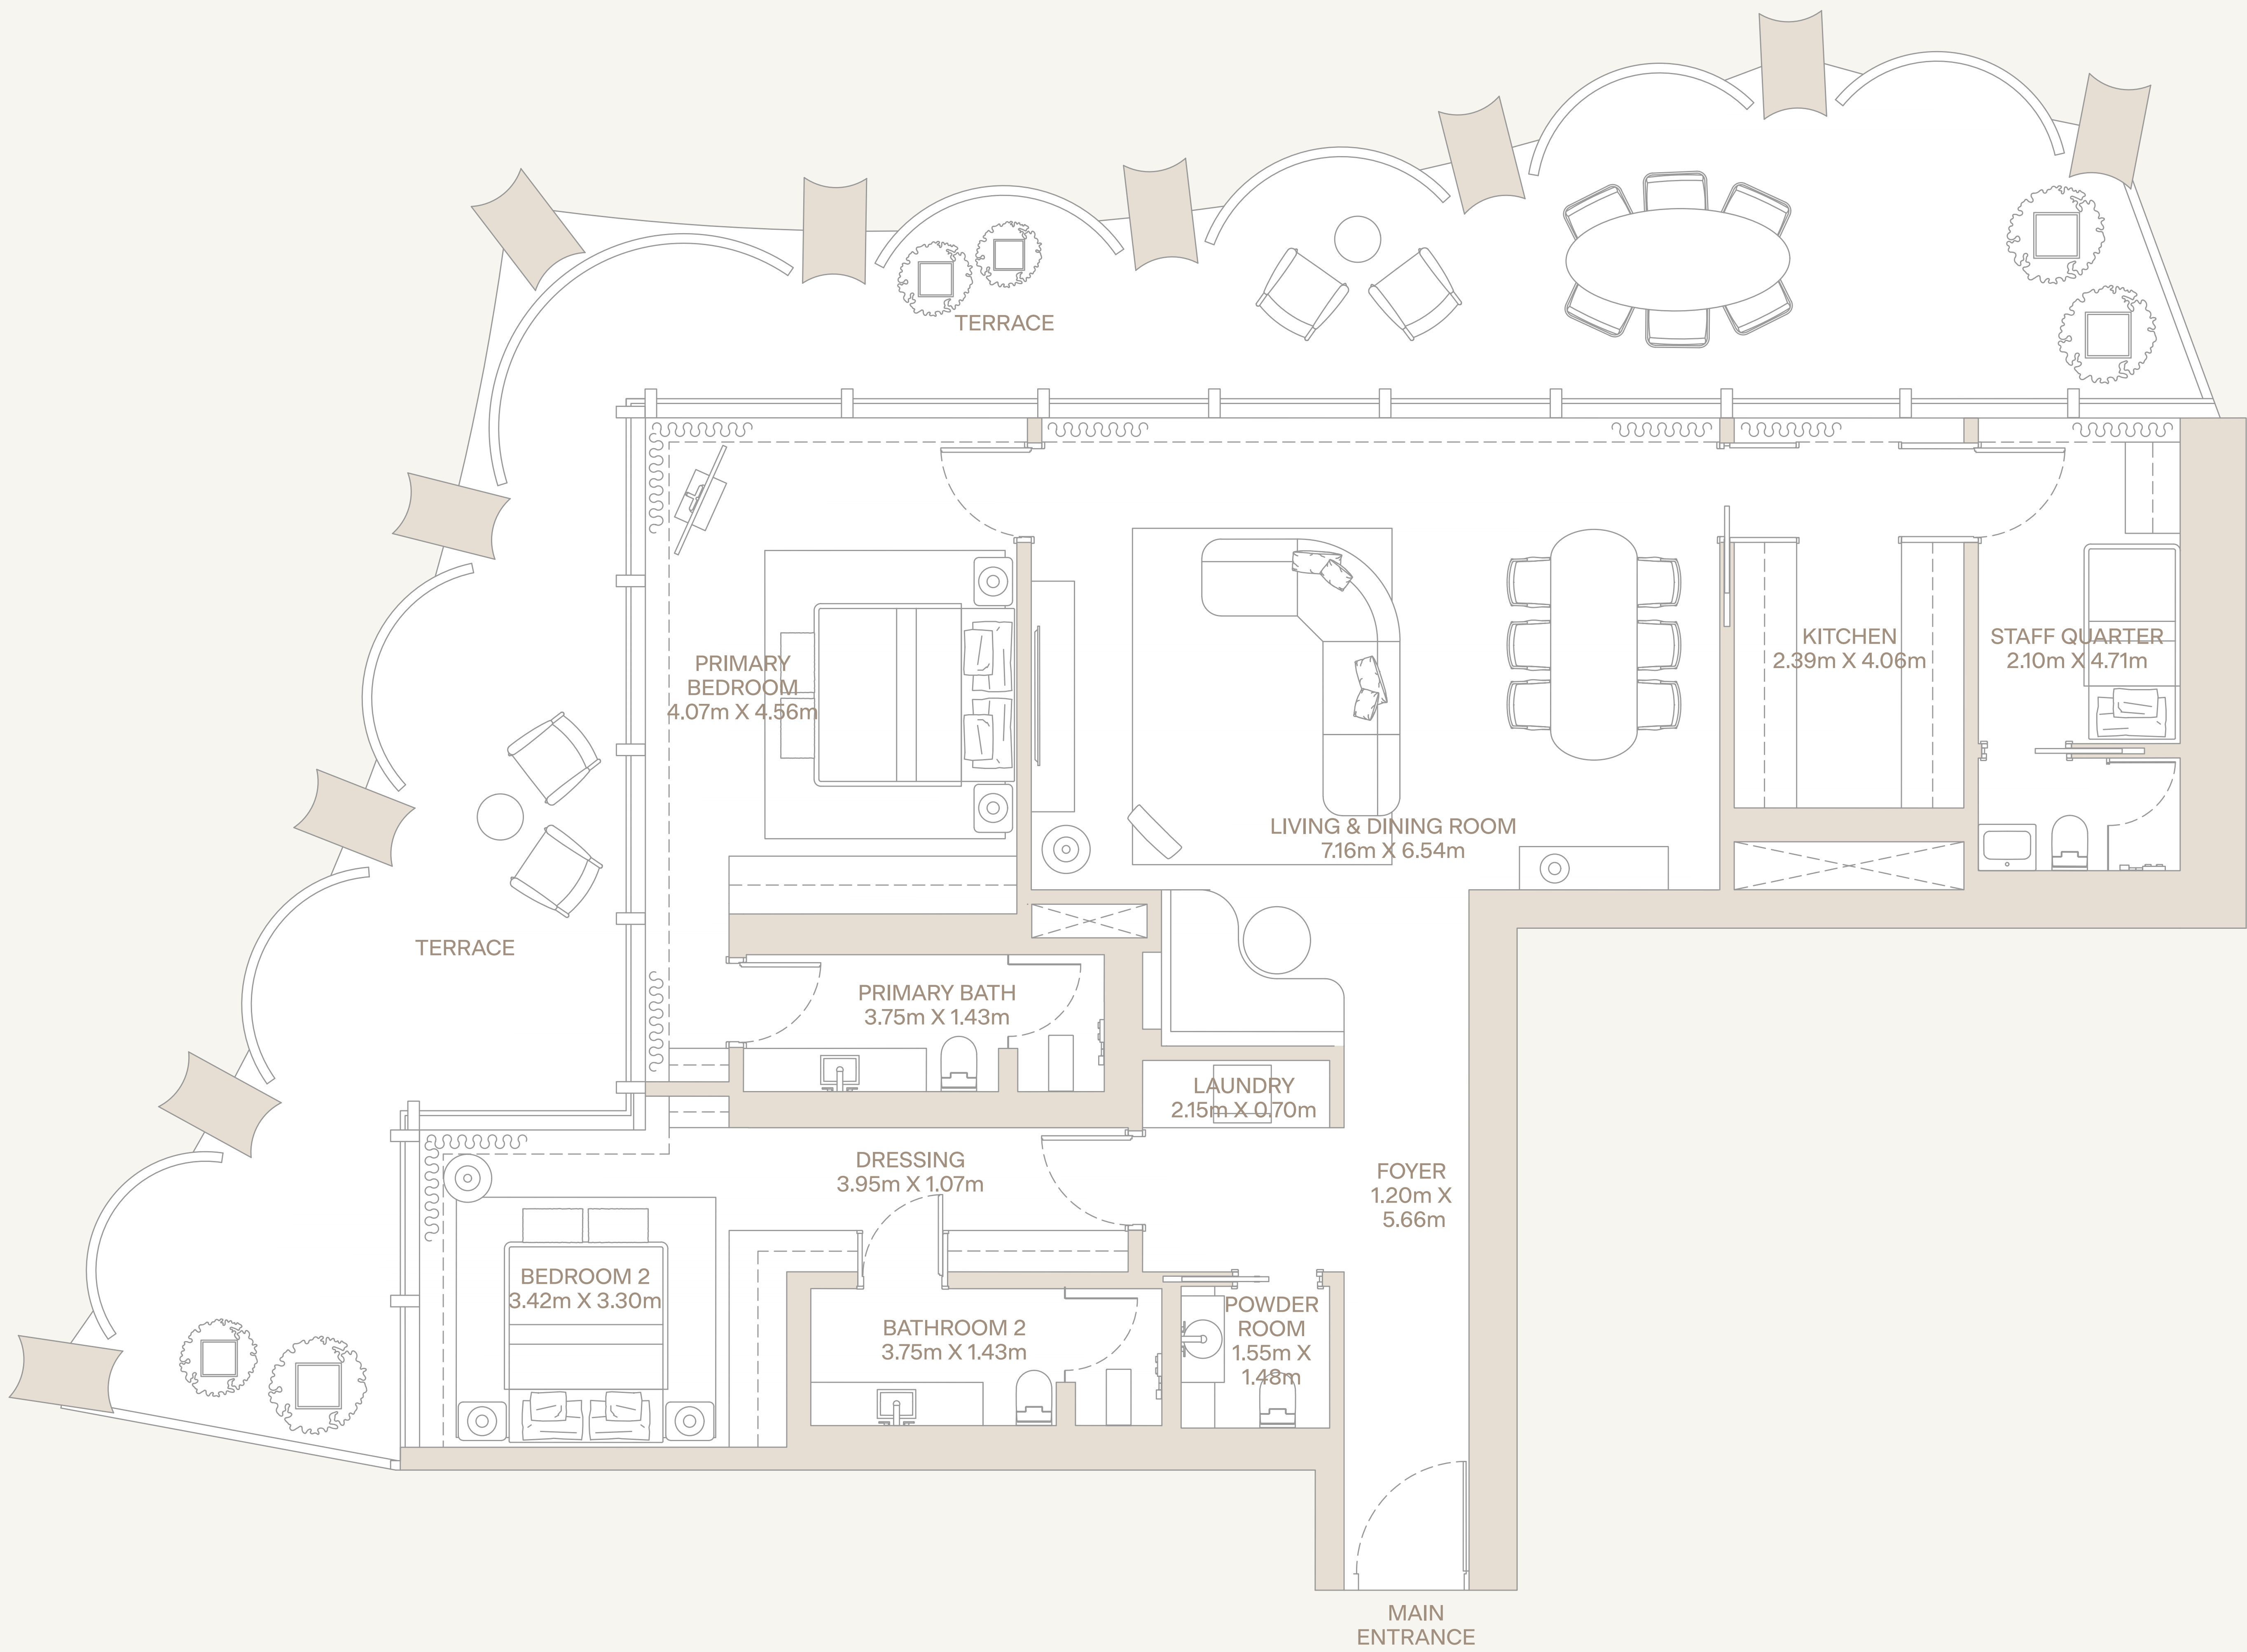 TERRACE
PRIMARY
BEDROOM
4.07m X 4.56m
KITCHEN
2.39m X 4.06m
STAFF QUARTER
2.10m X 4.71m
LIVING & DINING ROOM
7.16m X 6.54m
TERRACE
PRIMARY BATH
3.75m X 1.43m
LAUNDRY
2.15m X 0.70m
DRESSING
3.95m X 1.07m
FOYER
1.20m X
5.66m
BEDROOM 2
3.42m X 3.30m
BATHROOM 2
3.75m X 1.43m
POWDER
ROOM
1.55m X
1.48m
MAIN
ENTRANCE